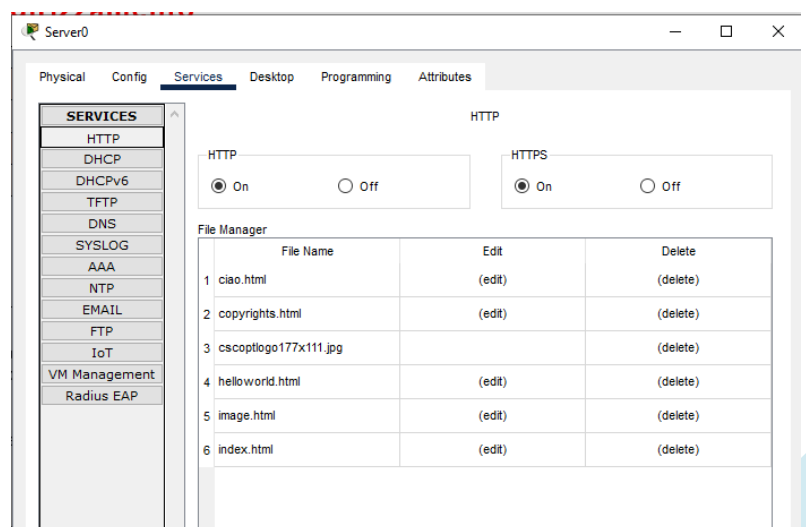 Server0
Physical Config Services Desktop Programming Attributes
SERVICES
HTTP
DHCP
DHCPv6
TFTP
DNS
SYSLOG
AAA
NTP
EMAIL
FTP
IoT
VM Management
Radius EAP
HTTP
HTTP
On Off
HTTPS
On Off
File Manager
File Name Edit Delete
1 ciao.html (edit) (delete)
2 copyrights.html (edit) (delete)
3 cscoptlogo177x111.jpg (delete)
4 helloworld.html (edit) (delete)
5 image.html (edit) (delete)
6 index.html (edit) (delete)